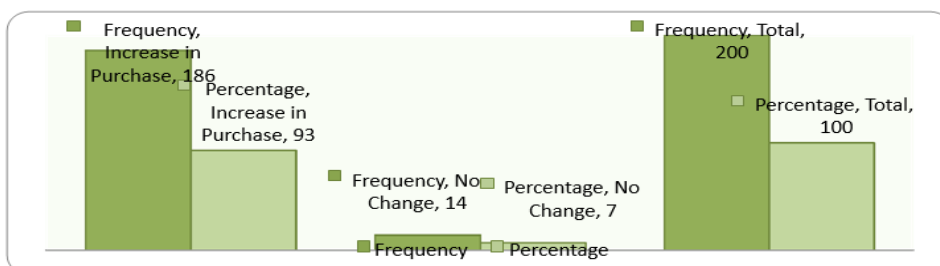 Frequency,
Increase in
Purchase, 186
Percentage,
Increase in
Purchase, 93
Frequency, No
Change, 14
Percentage, No
Change, 7
Frequency, Total,
200
Percentage, Total,
100
Frequency
Percentage